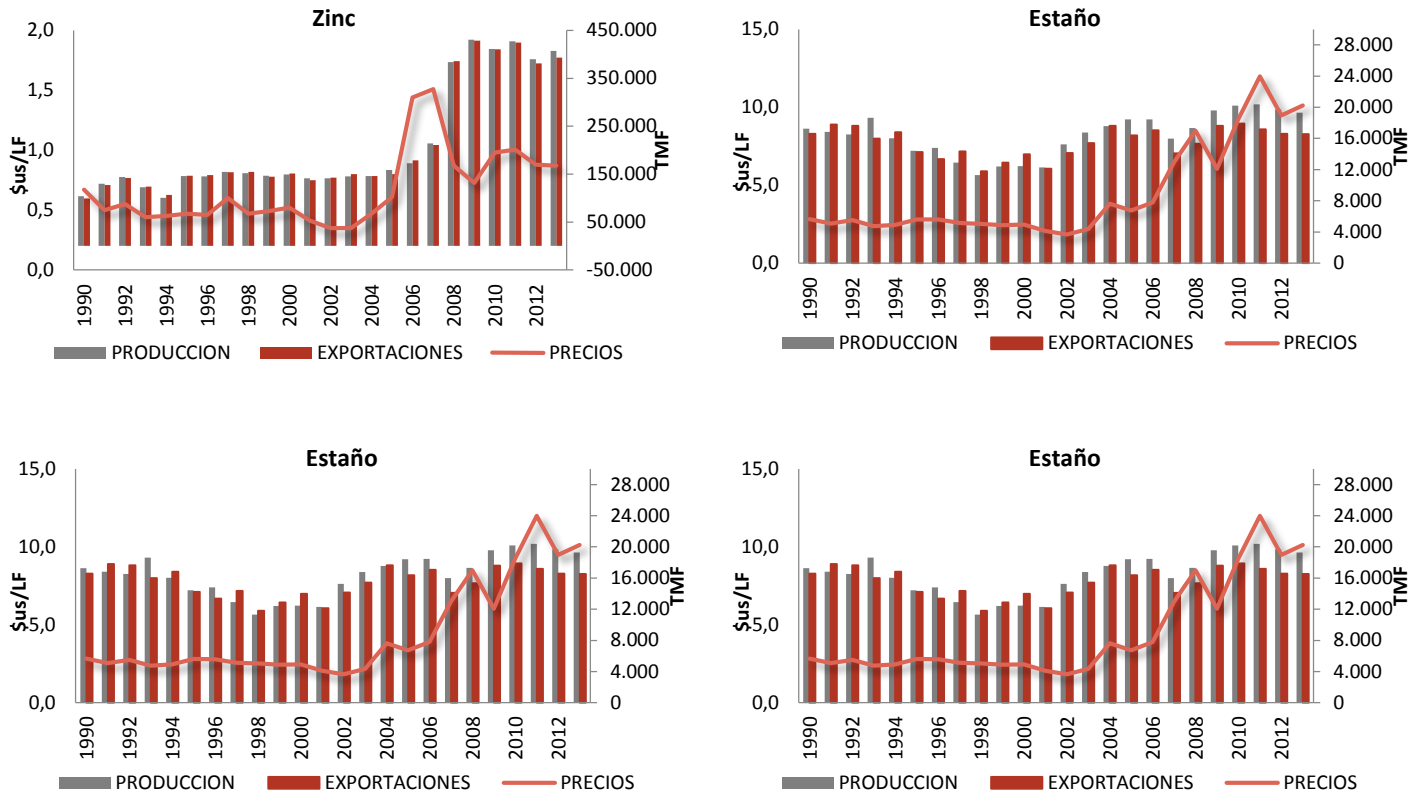 Zinc
2,0
1,5
1,0
0,5
0,0
$us/LF
450.000
350.000
250.000
150.000
50.000
-50.000
TMF
1990 1992 1994 1996 1998 2000 2002 2004 2006 2008 2010 2012
PRODUCCION EXPORTACIONES PRECIOS
Estaño
15,0
10,0
5,0
0,0
$us/LF
28.000
24.000
20.000
16.000
12.000
8.000
4.000
0
TMF
1990 1992 1994 1996 1998 2000 2002 2004 2006 2008 2010 2012
PRODUCCION EXPORTACIONES PRECIOS
Estaño
15,0
10,0
5,0
0,0
$us/LF
28.000
24.000
20.000
16.000
12.000
8.000
4.000
0
TMF
1990 1992 1994 1996 1998 2000 2002 2004 2006 2008 2010 2012
PRODUCCION EXPORTACIONES PRECIOS
Estaño
15,0
10,0
5,0
0,0
$us/LF
28.000
24.000
20.000
16.000
12.000
8.000
4.000
0
TMF
1990 1992 1994 1996 1998 2000 2002 2004 2006 2008 2010 2012
PRODUCCION EXPORTACIONES PRECIOS